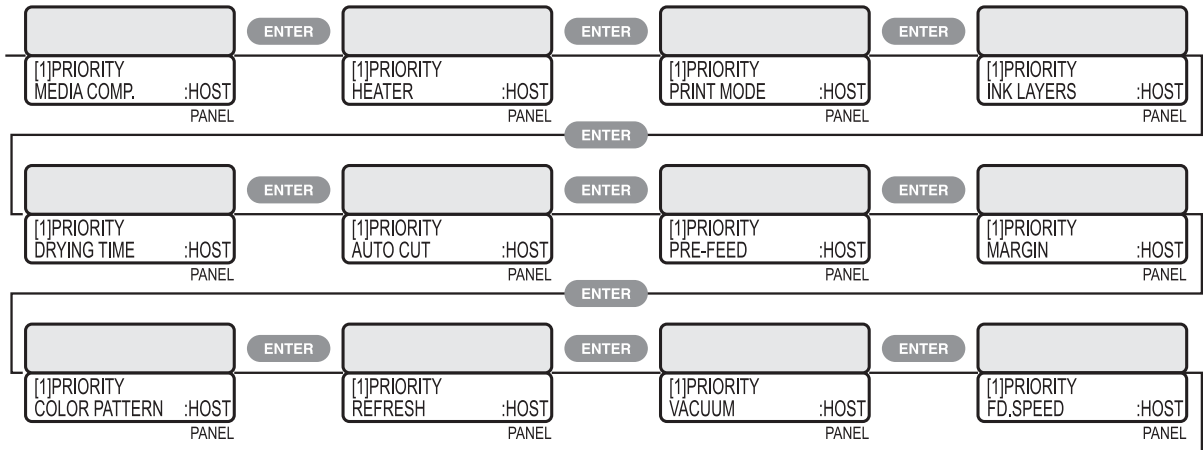 ENTER ENTER ENTER
[1]PRIORITY [1]PRIORITY [1]PRIORITY [1]PRIORITY
MEDIA COMP. :HOST HEATER :HOST PRINT MODE :HOST INK LAYERS :HOST
PANEL PANEL PANEL PANEL
ENTER
ENTER ENTER ENTER
[1]PRIORITY [1]PRIORITY [1]PRIORITY [1]PRIORITY
DRYING TIME :HOST AUTO CUT :HOST PRE-FEED :HOST MARGIN :HOST
PANEL PANEL PANEL PANEL
ENTER
ENTER ENTER ENTER
[1]PRIORITY [1]PRIORITY [1]PRIORITY [1]PRIORITY
COLOR PATTERN :HOST REFRESH :HOST VACUUM :HOST FD.SPEED :HOST
PANEL PANEL PANEL PANEL